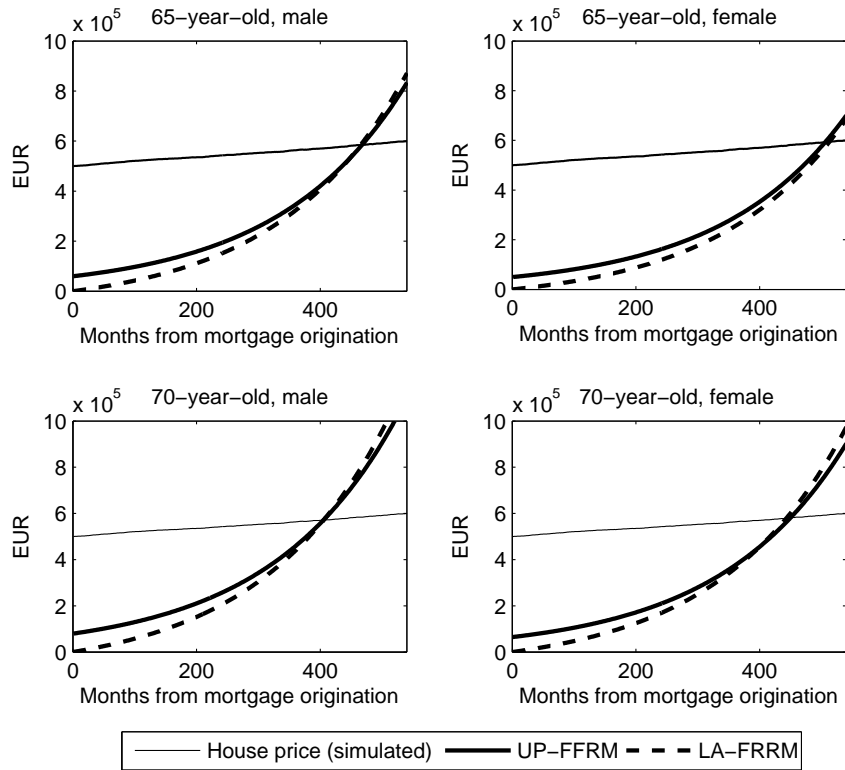 65−year−old, male
x 10^5
10
8
6
4
2
0
EUR
0 200 400
Months from mortgage origination
65−year−old, female
x 10^5
10
8
6
4
2
0
EUR
0 200 400
Months from mortgage origination
70−year−old, male
x 10^5
10
8
6
4
2
0
EUR
0 200 400
Months from mortgage origination
70−year−old, female
x 10^5
10
8
6
4
2
0
EUR
0 200 400
Months from mortgage origination
House price (simulated) UP−FFRM LA−FRRM